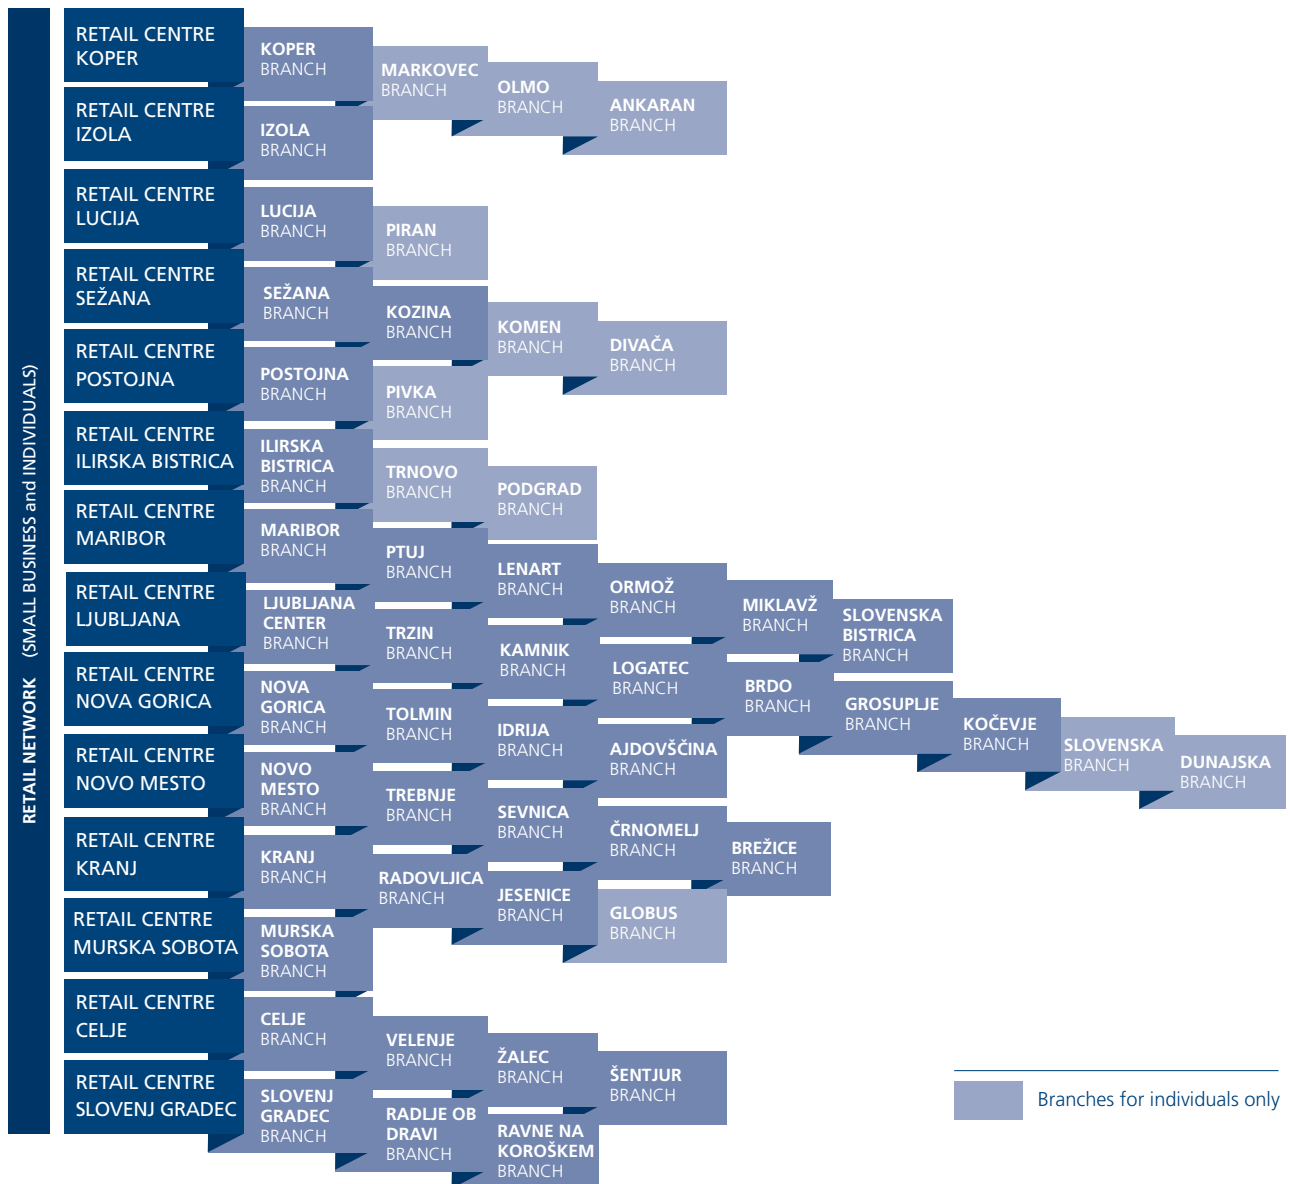 RETAIL NETWORK (SMALL BUSINESS and INDIVIDUALS)
RETAIL CENTRE
KOPER
KOPER
BRANCH
MARKOVEC
BRANCH
OLMO
BRANCH
ANKARAN
BRANCH
RETAIL CENTRE
IZOLA
IZOLA
BRANCH
RETAIL CENTRE
LUCIJA
LUCIJA
BRANCH
PIRAN
BRANCH
RETAIL CENTRE
SEŽANA
SEŽANA
BRANCH
KOZINA
BRANCH
KOMEN
BRANCH
DIVAČA
BRANCH
RETAIL CENTRE
POSTOJNA
POSTOJNA
BRANCH
PIVKA
BRANCH
RETAIL CENTRE
ILIRSKA BISTRICA
ILIRSKA
BISTRICA
BRANCH
TRNOVO
BRANCH
PODGRAD
BRANCH
RETAIL CENTRE
MARIBOR
MARIBOR
BRANCH
PTUJ
BRANCH
LENART
BRANCH
ORMOŽ
BRANCH
MIKLAVŽ
BRANCH
SLOVENSKA
BISTRICA
BRANCH
RETAIL CENTRE
LJUBLJANA
LJUBLJANA
CENTER
BRANCH
TRZIN
BRANCH
KAMNIK
BRANCH
LOGATEC
BRANCH
BRDO
BRANCH
GROSUPLJE
BRANCH
KOČEVJE
BRANCH
SLOVENSKA
BRANCH
DUNAJSKA
BRANCH
RETAIL CENTRE
NOVA GORICA
NOVA
GORICA
BRANCH
TOLMIN
BRANCH
IDRIJA
BRANCH
AJDOVŠČINA
BRANCH
RETAIL CENTRE
NOVO MESTO
NOVO
MESTO
BRANCH
TREBNJE
BRANCH
SEVNICA
BRANCH
ČRNOMELJ
BRANCH
BREŽICE
BRANCH
RETAIL CENTRE
KRANJ
KRANJ
BRANCH
RADOVLJICA
BRANCH
JESENICE
BRANCH
GLOBUS
BRANCH
RETAIL CENTRE
MURSKA SOBOTA
MURSKA
SOBOTA
BRANCH
RETAIL CENTRE
CELJE
CELJE
BRANCH
VELENJE
BRANCH
ŽALEC
BRANCH
ŠENTJUR
BRANCH
RETAIL CENTRE
SLOVENJ GRADEC
SLOVENJ
GRADEC
BRANCH
RADLJE OB
DRAVI
BRANCH
RAVNE NA
KOROŠKEM
BRANCH
Branches for individuals only